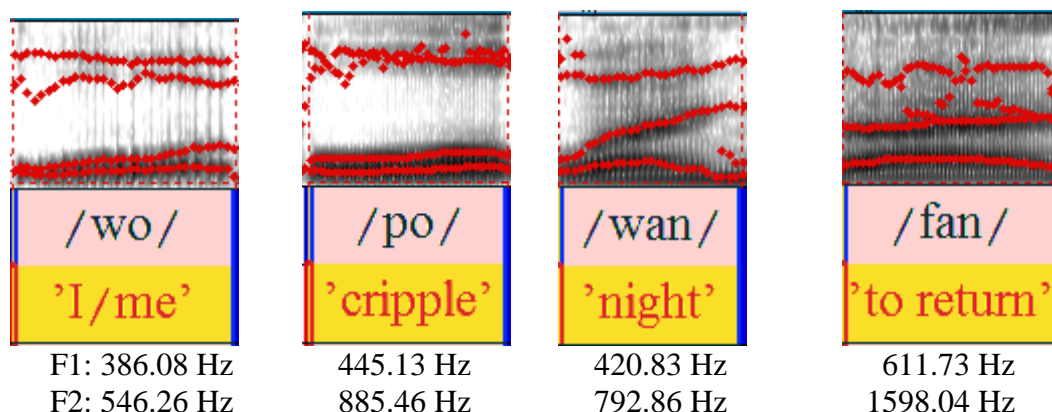 /wo/ /po/ /wan/ /fan/
'I/me' 'cripple' 'night' 'to return'
F1: 386.08 Hz 445.13 Hz 420.83 Hz 611.73 Hz
F2: 546.26 Hz 885.46 Hz 792.86 Hz 1598.04 Hz